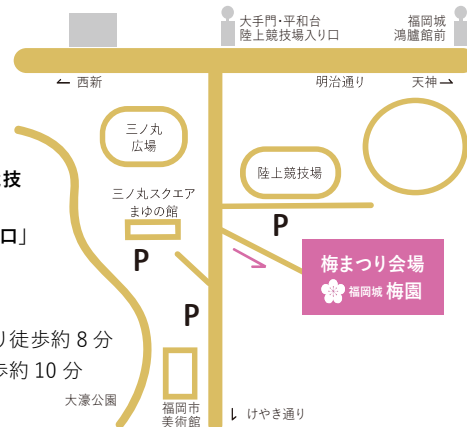 大手門・平和台
陸上競技場入り口
福岡城
鴻臚館前
← 西新
明治通り
天神→
三ノ丸
広場
陸上競技場
技
三ノ丸スクエア
まゆの館
P
口」
P
梅まつり会場
福岡城 梅園
P
り徒歩約 8 分
歩約 10 分
大濠公園
福岡市
美術館
けやき通り